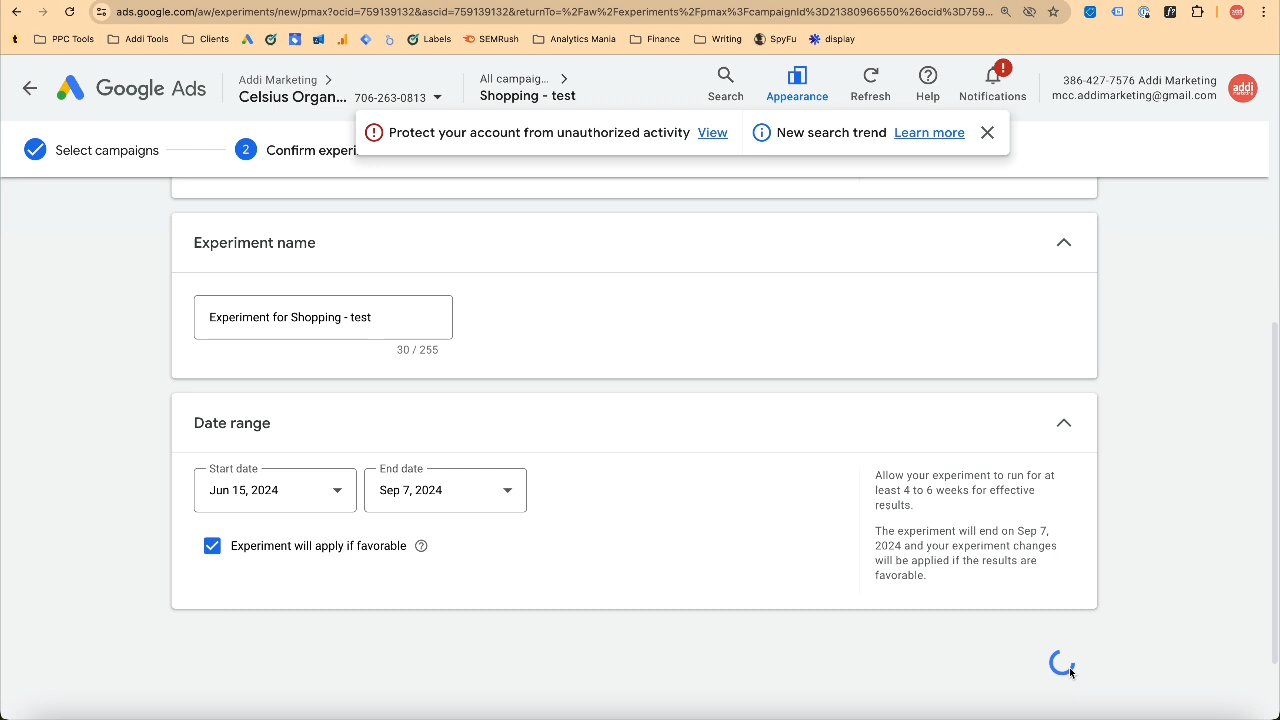 ads.google.com/aw/experiments/new/pmax?ocid=759139132&ascid=759139132&returnTo=%2Faw%2Fexperiments%2Fpmax%3FcampaignId%3D21380966550%26ocid%3D759...
addi
t
PPC Tools
Addi Tools
Clients
Labels
SEMRush
Analytics Mania
Finance
Writing
SpyFu
display
Google Ads
Addi Marketing
Celsius Organ... 706-263-0813
All campaig...
Shopping - test
Search
Appearance
Refresh
Help
Notifications
386-427-7576 Addi Marketing
mcc.addimarketing@gmail.com
addi
Protect your account from unauthorized activity View
New search trend Learn more
Select campaigns
2 Confirm experi
Experiment name
Experiment for Shopping - test
30 / 255
Date range
Start date
Jun 15, 2024
End date
Sep 7, 2024
Experiment will apply if favorable
Allow your experiment to run for at
least 4 to 6 weeks for effective
results.
The experiment will end on Sep 7,
2024 and your experiment changes
will be applied if the results are
favorable.